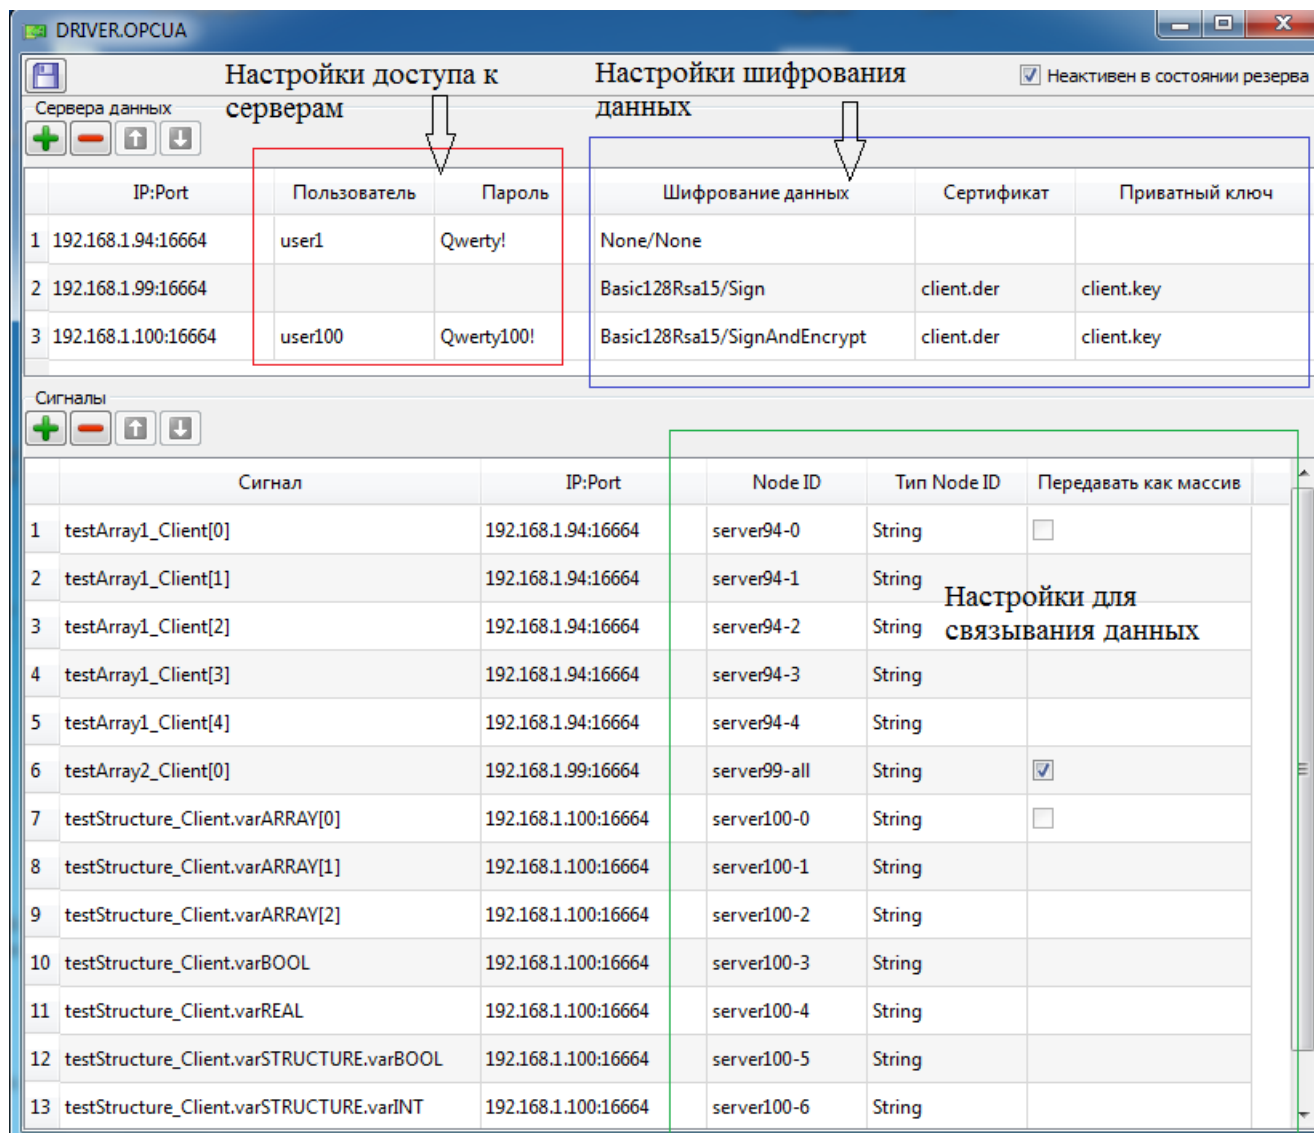 DRIVER.OPCUA
Настройки доступа к
серверам
Настройки шифрования
данных
Неактивен в состоянии резерва
Сервера данных
IP:Port Пользователь Пароль Шифрование данных Сертификат Приватный ключ
1 192.168.1.94:16664 user1 Qwerty! None/None
2 192.168.1.99:16664 Basic128Rsa15/Sign client.der client.key
3 192.168.1.100:16664 user100 Qwerty100! Basic128Rsa15/SignAndEncrypt client.der client.key
Сигналы
Сигнал IP:Port Node ID Тип Node ID Передавать как массив
1 testArray1_Client[0] 192.168.1.94:16664 server94-0 String
2 testArray1_Client[1] 192.168.1.94:16664 server94-1 String
Настройки для
связывания данных
3 testArray1_Client[2] 192.168.1.94:16664 server94-2 String
4 testArray1_Client[3] 192.168.1.94:16664 server94-3 String
5 testArray1_Client[4] 192.168.1.94:16664 server94-4 String
6 testArray2_Client[0] 192.168.1.99:16664 server99-all String
7 testStructure_Client.varARRAY[0] 192.168.1.100:16664 server100-0 String
8 testStructure_Client.varARRAY[1] 192.168.1.100:16664 server100-1 String
9 testStructure_Client.varARRAY[2] 192.168.1.100:16664 server100-2 String
10 testStructure_Client.varBOOL 192.168.1.100:16664 server100-3 String
11 testStructure_Client.varREAL 192.168.1.100:16664 server100-4 String
12 testStructure_Client.varSTRUCTURE.varBOOL 192.168.1.100:16664 server100-5 String
13 testStructure_Client.varSTRUCTURE.varINT 192.168.1.100:16664 server100-6 String